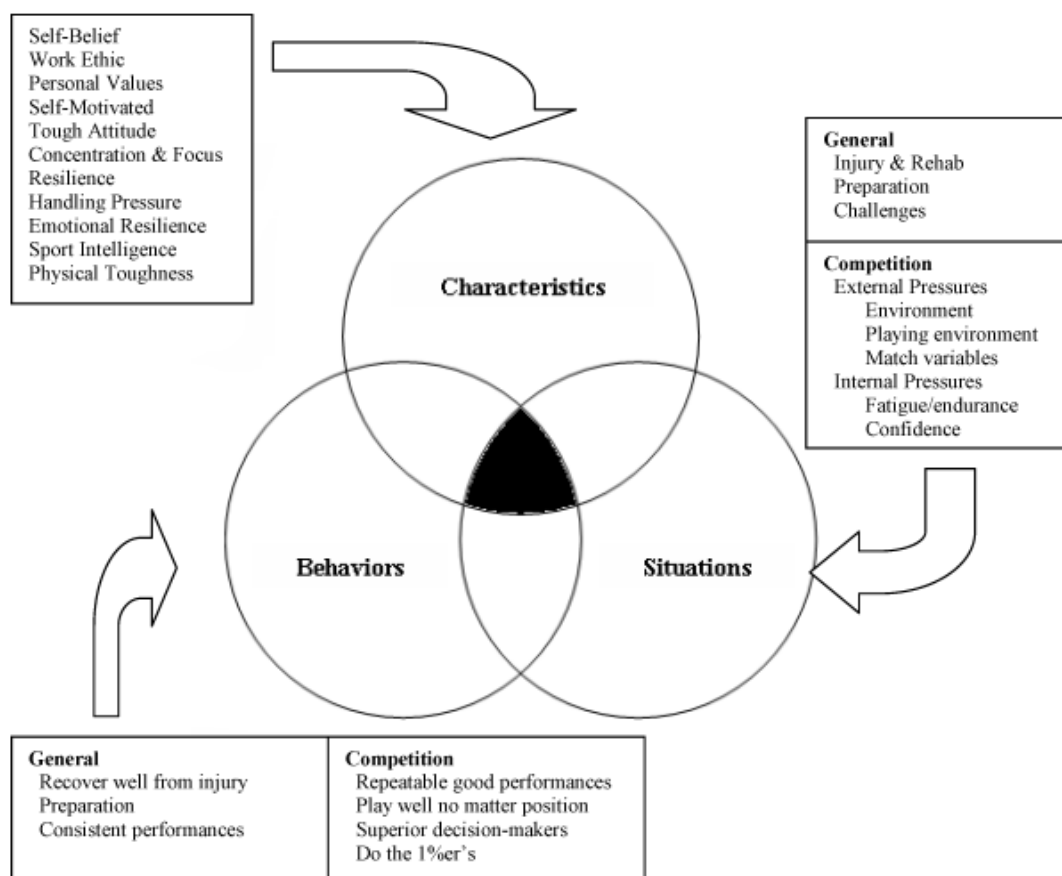 Self-Belief
Work Ethic
Personal Values
Self-Motivated
Tough Attitude
Concentration & Focus
Resilience
Handling Pressure
Emotional Resilience
Sport Intelligence
Physical Toughness
General
Injury & Rehab
Preparation
Challenges
Competition
External Pressures
Environment
Playing environment
Match variables
Internal Pressures
Fatigue/endurance
Confidence
Characteristics
Behaviors
Situations
General
Recover well from injury
Preparation
Consistent performances
Competition
Repeatable good performances
Play well no matter position
Superior decision-makers
Do the 1%er's